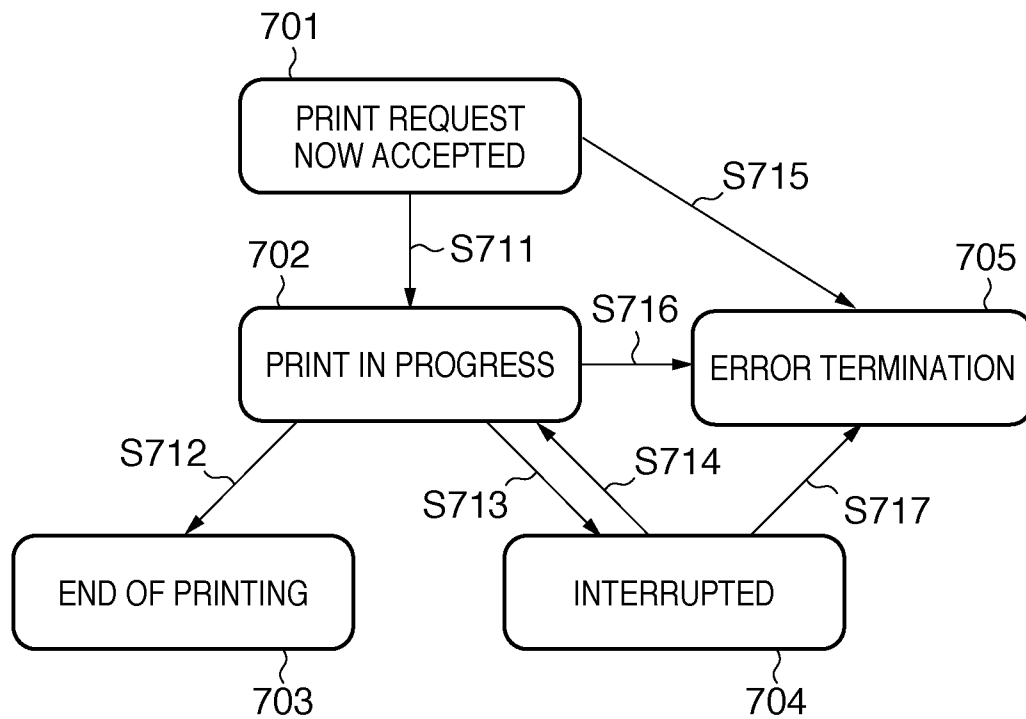 701
PRINT REQUEST
NOW ACCEPTED
S715
S711
702
705
S716
PRINT IN PROGRESS
ERROR TERMINATION
S712
S713
S714
S717
END OF PRINTING
INTERRUPTED
703
704